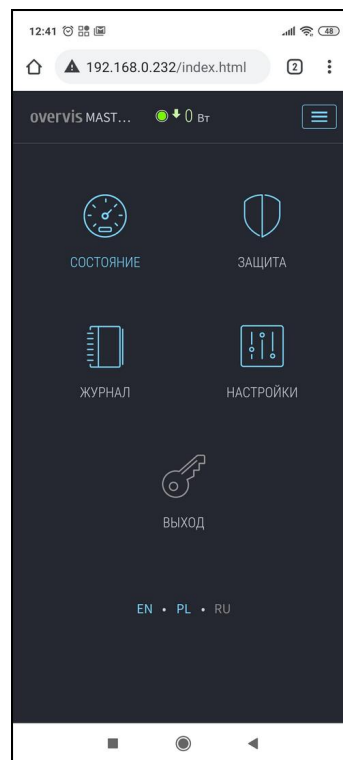 12:41 48
192.168.0.232/index.html 2
overvis MAST... 0 Вт
СОСТОЯНИЕ ЗАЩИТА
ЖУРНАЛ НАСТРОЙКИ
ВЫХОД
EN • PL • RU